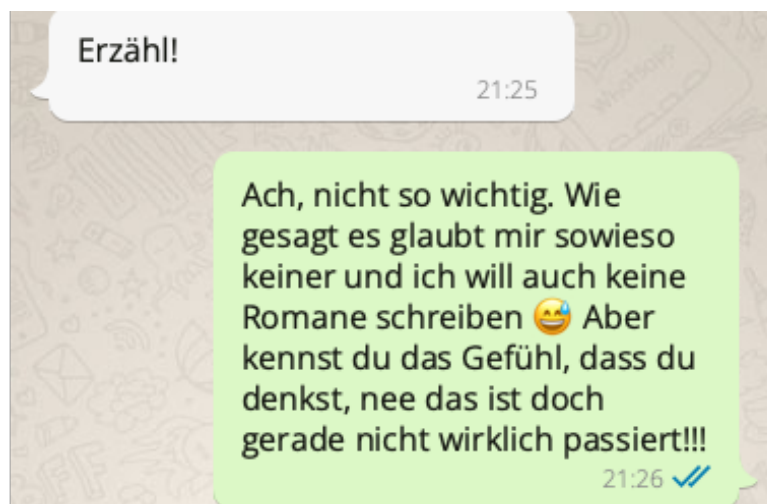 Erzähl!
21:25
Ach, nicht so wichtig. Wie
gesagt es glaubt mir sowieso
keiner und ich will auch keine
Romane schreiben 😅 Aber
kennst du das Gefühl, dass du
denkst, nee das ist doch
gerade nicht wirklich passiert!!!
21:26